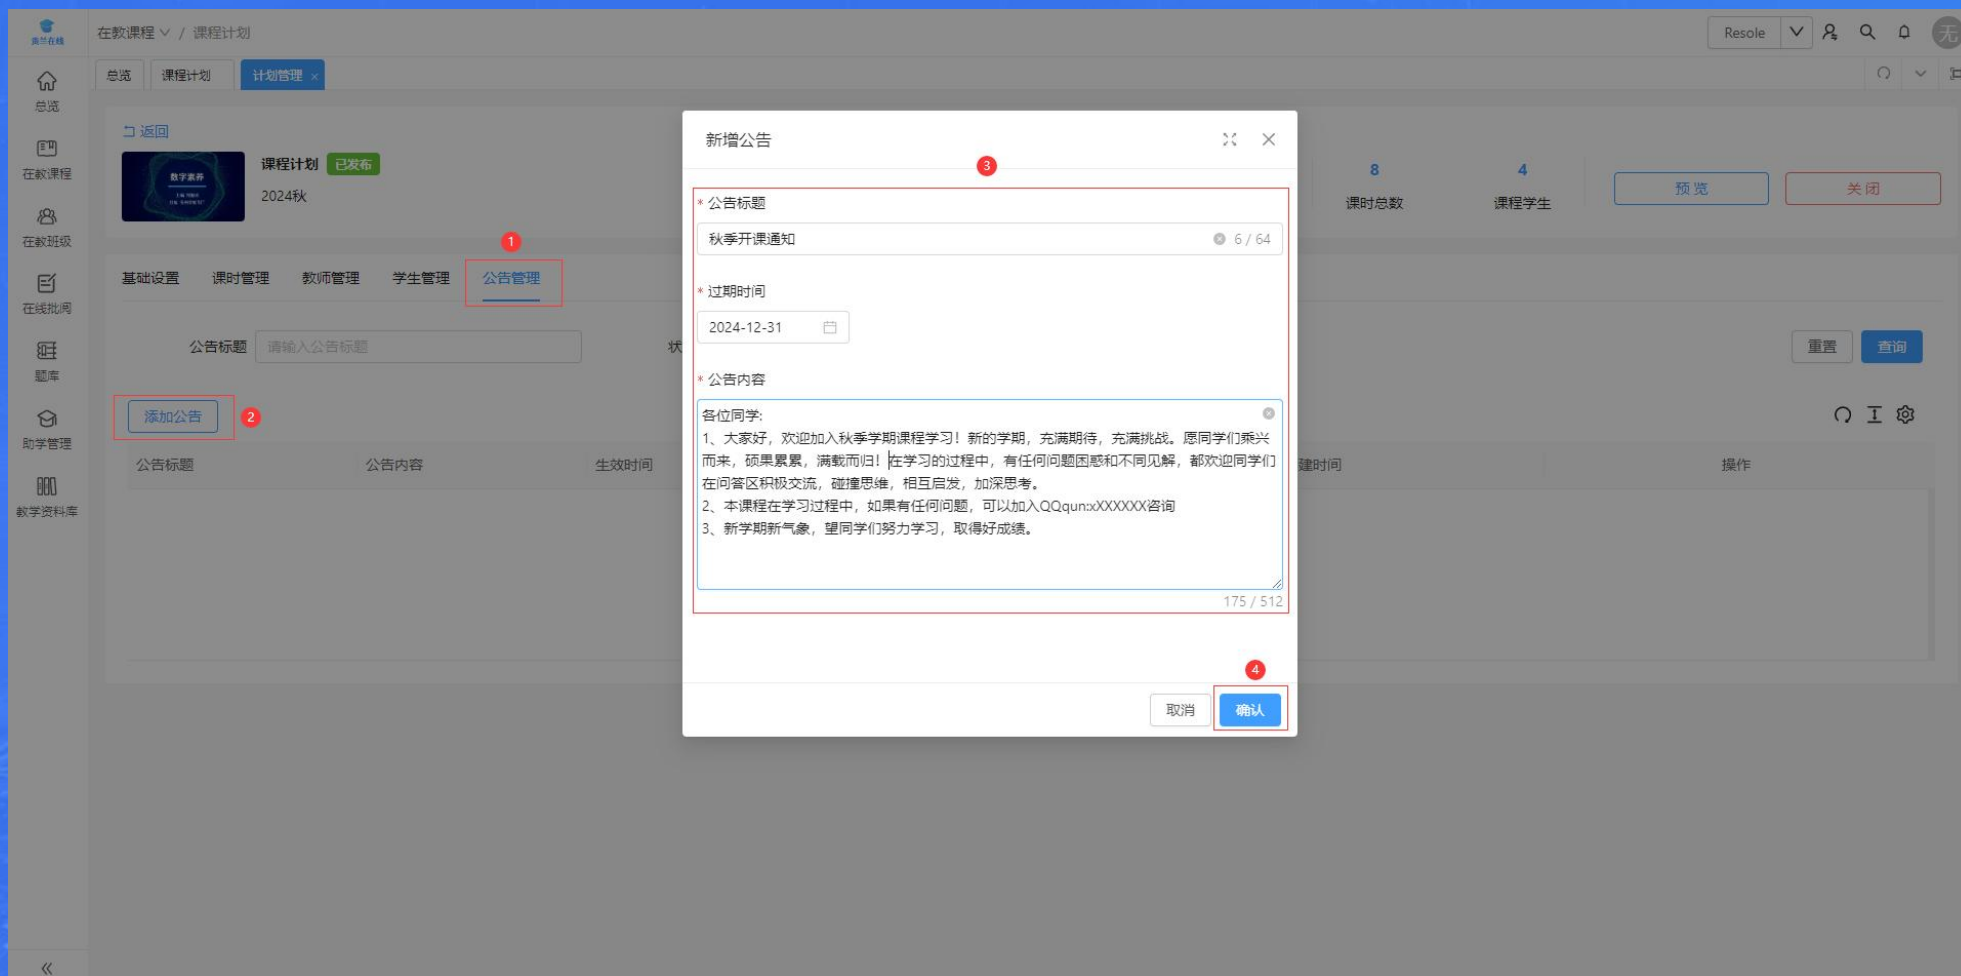 在教课程 / 课程计划
Resole
无
总览
课程计划
计划管理 ×
总览
在教课程
在教班级
在线批阅
题库
助学管理
教学资料库
返回
数字素养
课程计划 已发布
2024秋
8
课时总数
4
课程学生
预览
关闭
1
基础设置 课时管理 教师管理 学生管理 公告管理
公告标题 请输入公告标题
状
重置 查询
添加公告 2
公告标题 公告内容 生效时间 建时间 操作
新增公告
3
* 公告标题
秋季开课通知 6 / 64
* 过期时间
2024-12-31
* 公告内容
各位同学:
1、大家好，欢迎加入秋季学期课程学习！新的学期，充满期待，充满挑战。愿同学们乘兴
而来，硕果累累，满载而归！在学习的过程中，有任何问题困惑和不同见解，都欢迎同学们
在问答区积极交流，碰撞思维，相互启发，加深思考。
2、本课程在学习过程中，如果有任何问题，可以加入QQqun:xXXXXXX咨询
3、新学期新气象，望同学们努力学习，取得好成绩。
175 / 512
4
取消 确认